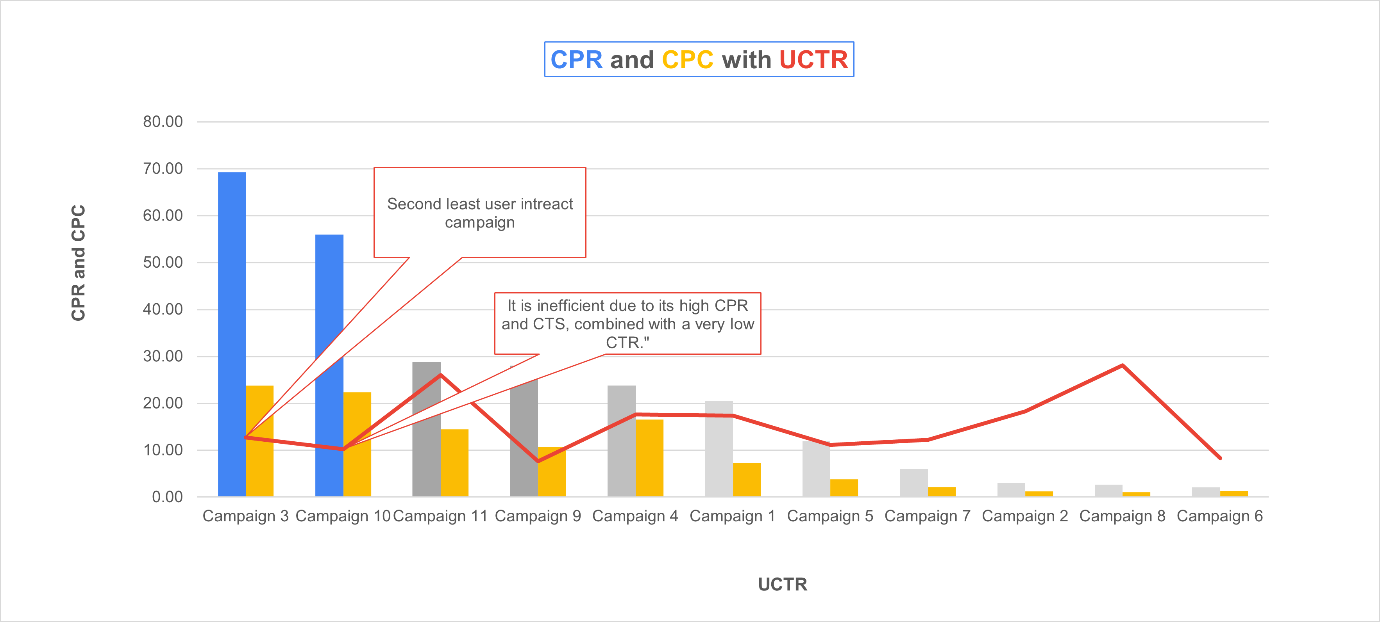 CPR and CPC with UCTR
80.00
70.00
60.00
50.00
40.00
30.00
20.00
10.00
0.00
CPR and CPC
Second least user intreact
campaign
It is inefficient due to its high CPR
and CTS, combined with a very low
CTR."
Campaign 3 Campaign 10 Campaign 11 Campaign 9 Campaign 4 Campaign 1 Campaign 5 Campaign 7 Campaign 2 Campaign 8 Campaign 6
UCTR